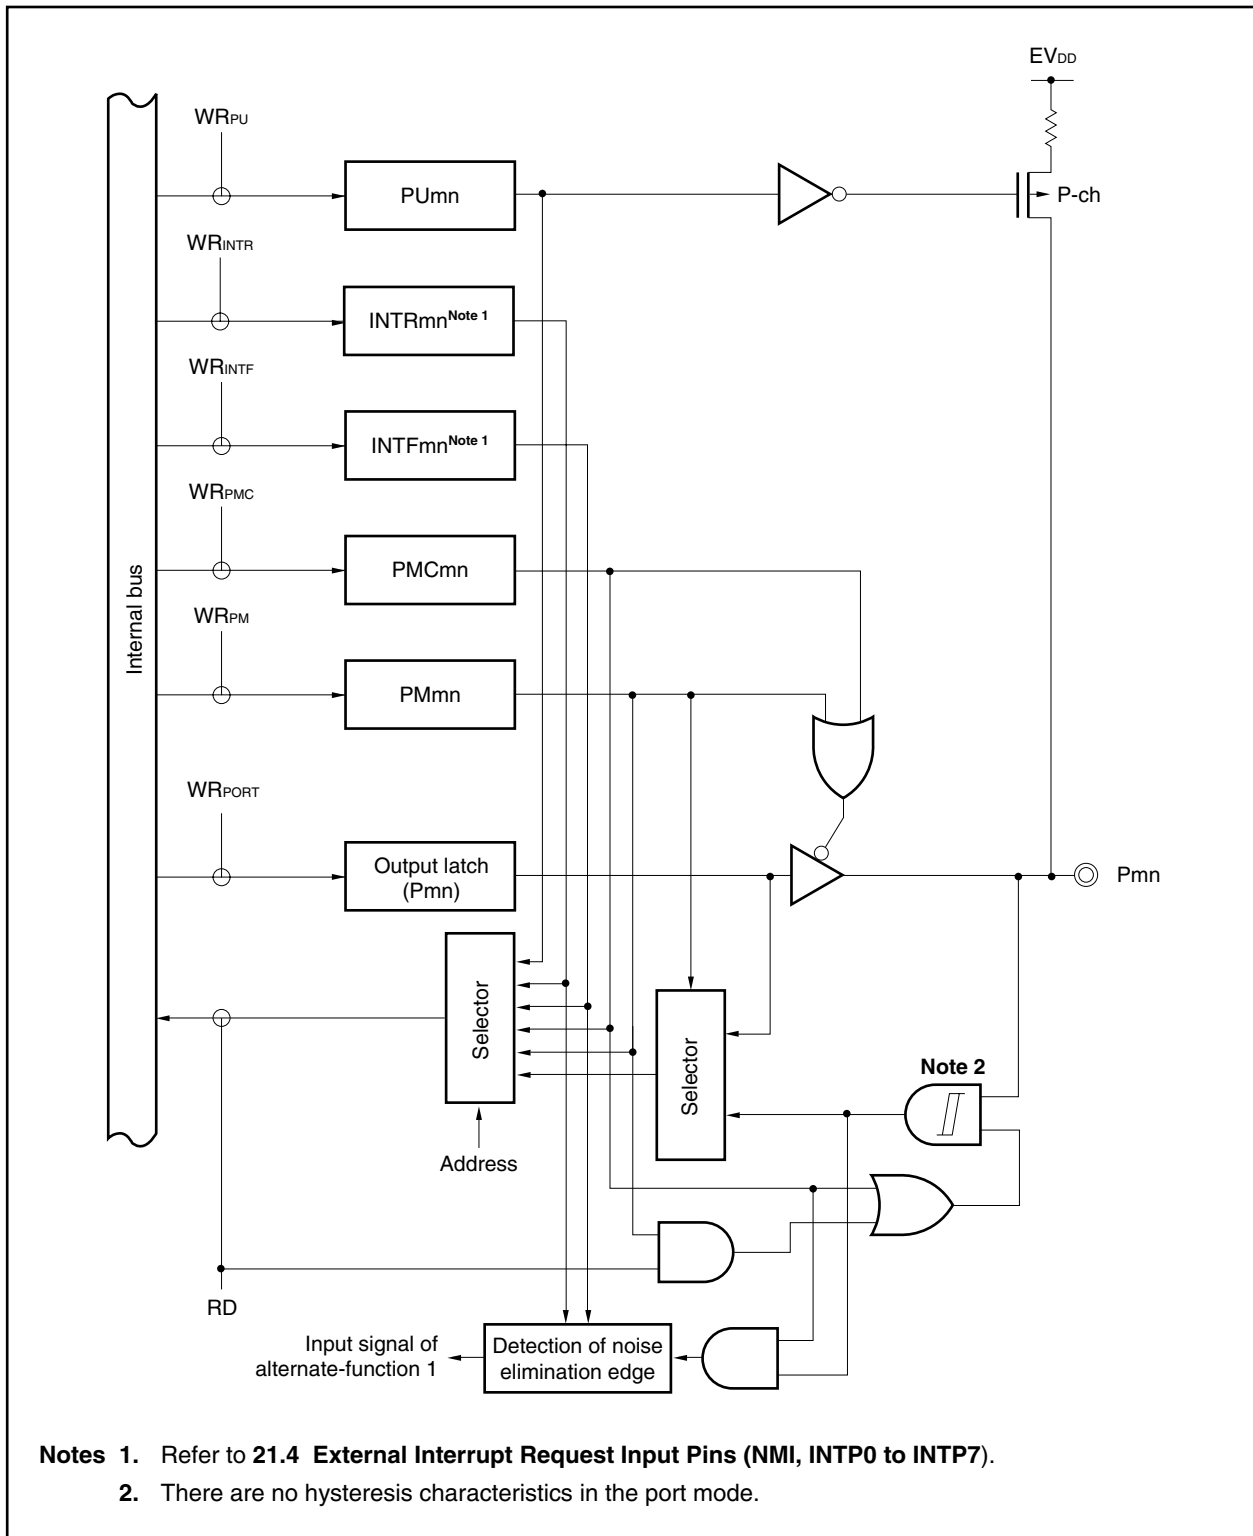 EVDD
WRPU
PUmn
P-ch
WRINTR
INTRmnNote 1
WRINTF
INTFmnNote 1
WRPMC
PMCmn
Internal bus
WRPM
PMmn
WRPORT
Output latch
(Pmn)
Pmn
Selector
Selector
Note 2
Address
RD
Input signal of
alternate-function 1
Detection of noise
elimination edge
Notes 1. Refer to 21.4 External Interrupt Request Input Pins (NMI, INTP0 to INTP7).
2. There are no hysteresis characteristics in the port mode.